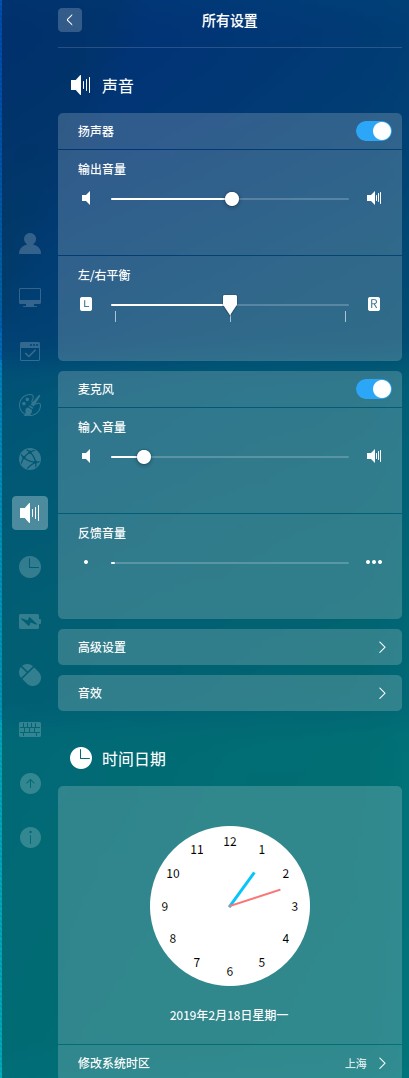 所有设置
声音
扬声器
输出音量
左/右平衡
L R
麦克风
输入音量
反馈音量
高级设置
音效
时间日期
12
11 1
10 2
9 3
8 4
7 5
6
2019年2月18日星期一
修改系统时区 上海